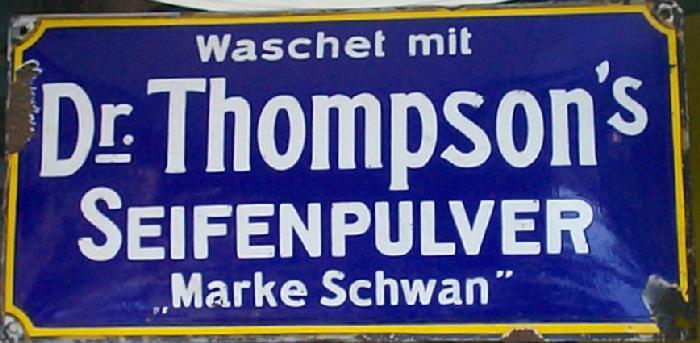 Waschet mit
Dr. Thompson's
SEIFENPULVER
„Marke Schwan”